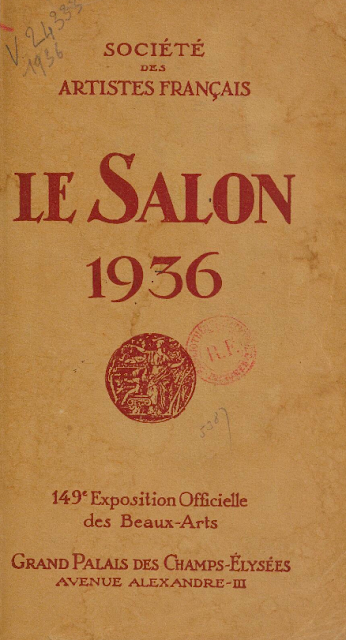 V. 24333
1936
SOCIÉTÉ
DES
ARTISTES FRANÇAIS
LE SALON
1936
R.F.
149e Exposition Officielle
des Beaux-Arts
GRAND PALAIS DES CHAMPS-ÉLYSÉES
AVENUE ALEXANDRE-III